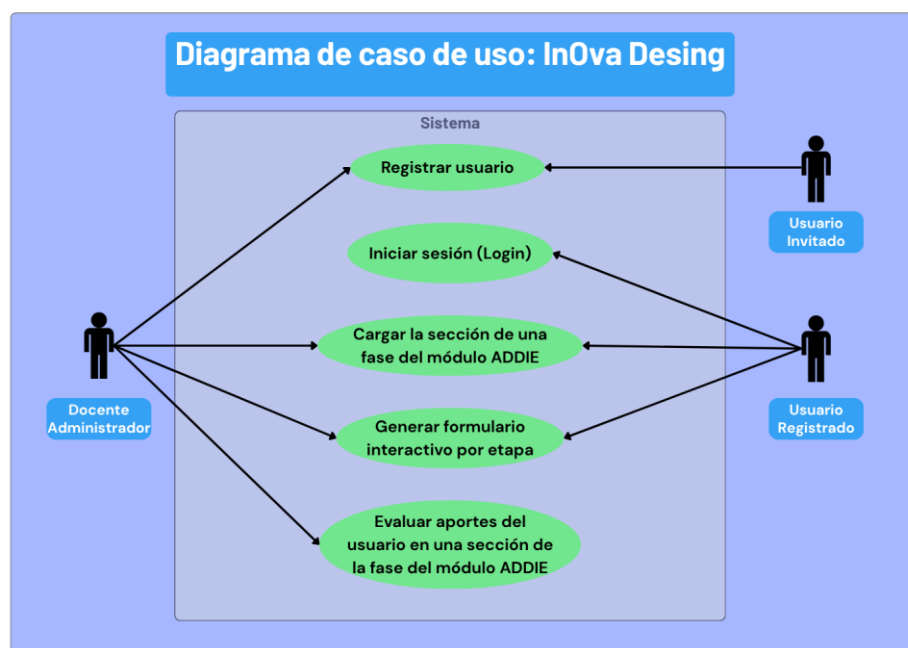 Diagrama de caso de uso: InOva Desing
Sistema
Registrar usuario
Usuario
Invitado
Iniciar sesión (Login)
Cargar la sección de una
fase del módulo ADDIE
Docente
Administrador
Usuario
Registrado
Generar formulario
interactivo por etapa
Evaluar aportes del
usuario en una sección de
la fase del módulo ADDIE